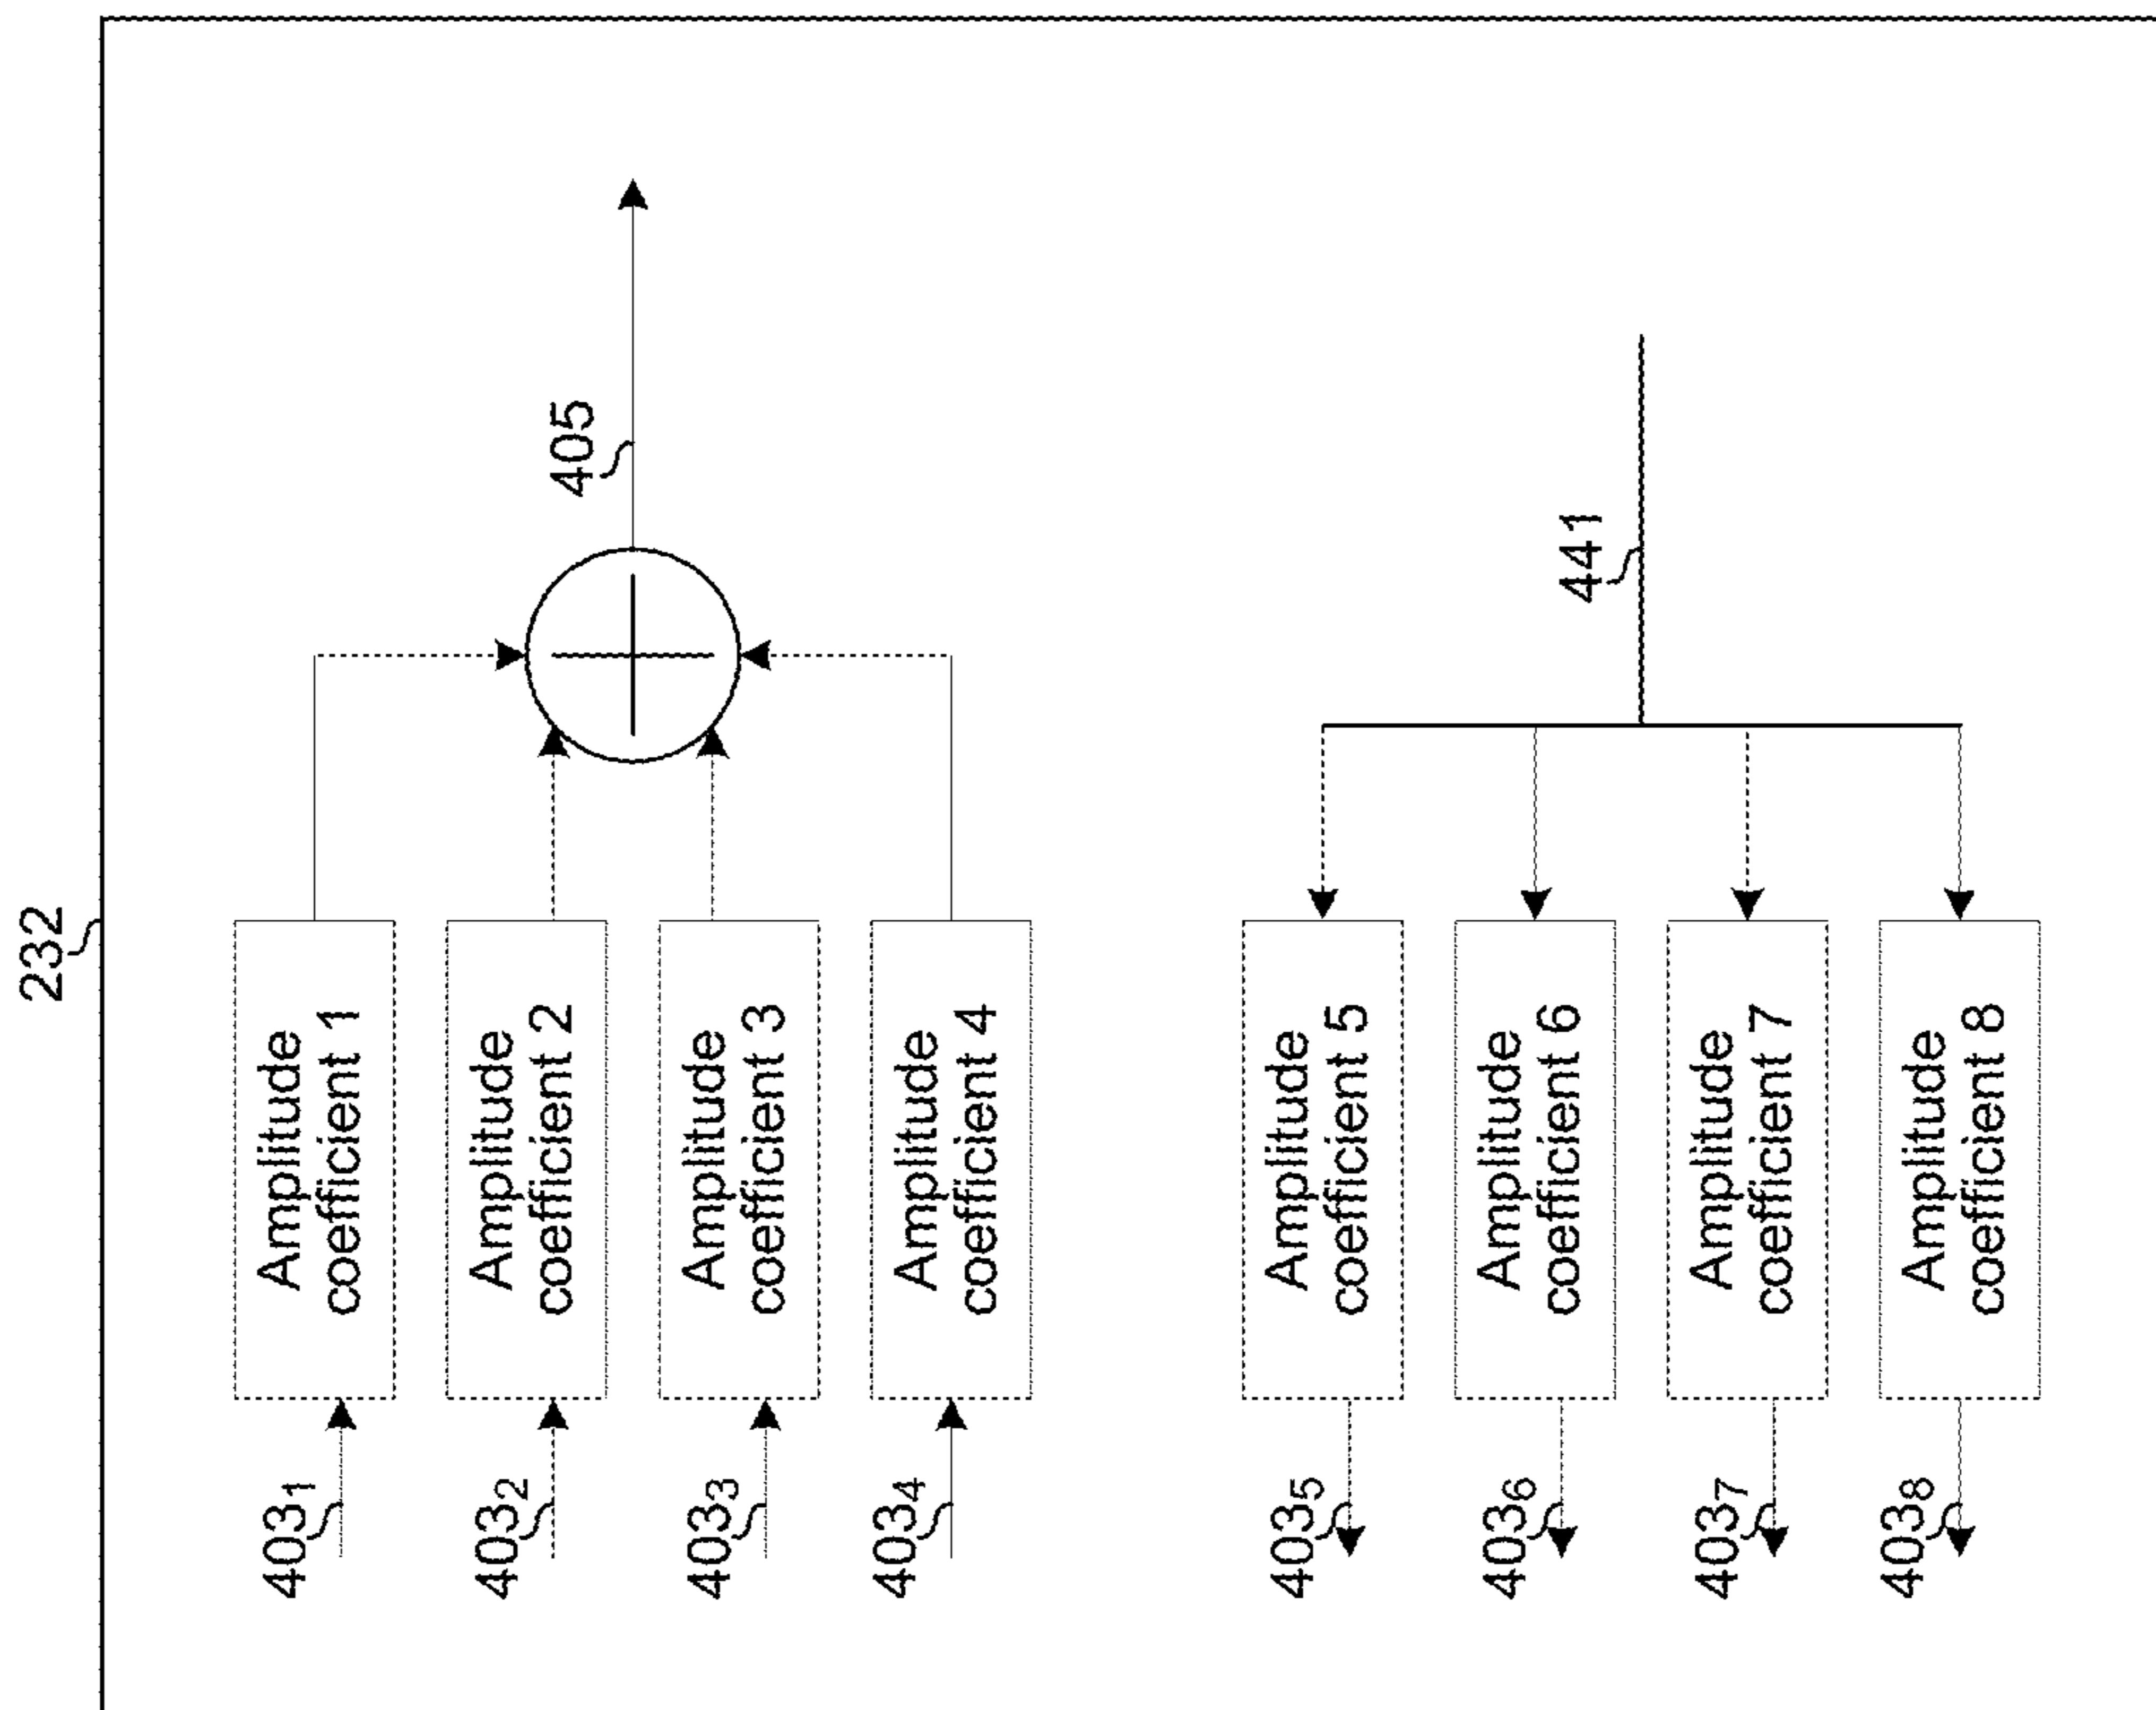 232
403₁
Amplitude
coefficient 1
403₂
Amplitude
coefficient 2
405
403₃
Amplitude
coefficient 3
403₄
Amplitude
coefficient 4
403₅
Amplitude
coefficient 5
403₆
Amplitude
coefficient 6
441
403₇
Amplitude
coefficient 7
403₈
Amplitude
coefficient 8